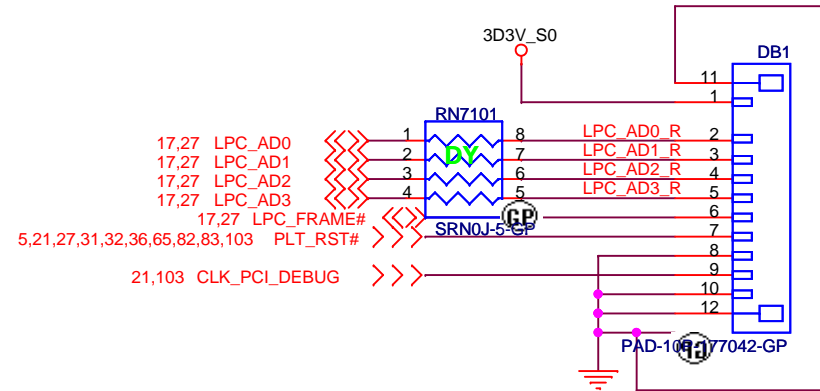 3D3V_S0
DB1
11
1
RN7101
17,27 LPC_AD0 1 8 LPC_AD0_R 2
17,27 LPC_AD1 2 7 LPC_AD1_R 3
DY
17,27 LPC_AD2 3 6 LPC_AD2_R 4
17,27 LPC_AD3 4 5 LPC_AD3_R 5
17,27 LPC_FRAME# GP 6
SRN0J-5-GP
5,21,27,31,32,36,65,82,83,103 PLT_RST# 7
8
21,103 CLK_PCI_DEBUG 9
10
12
GP